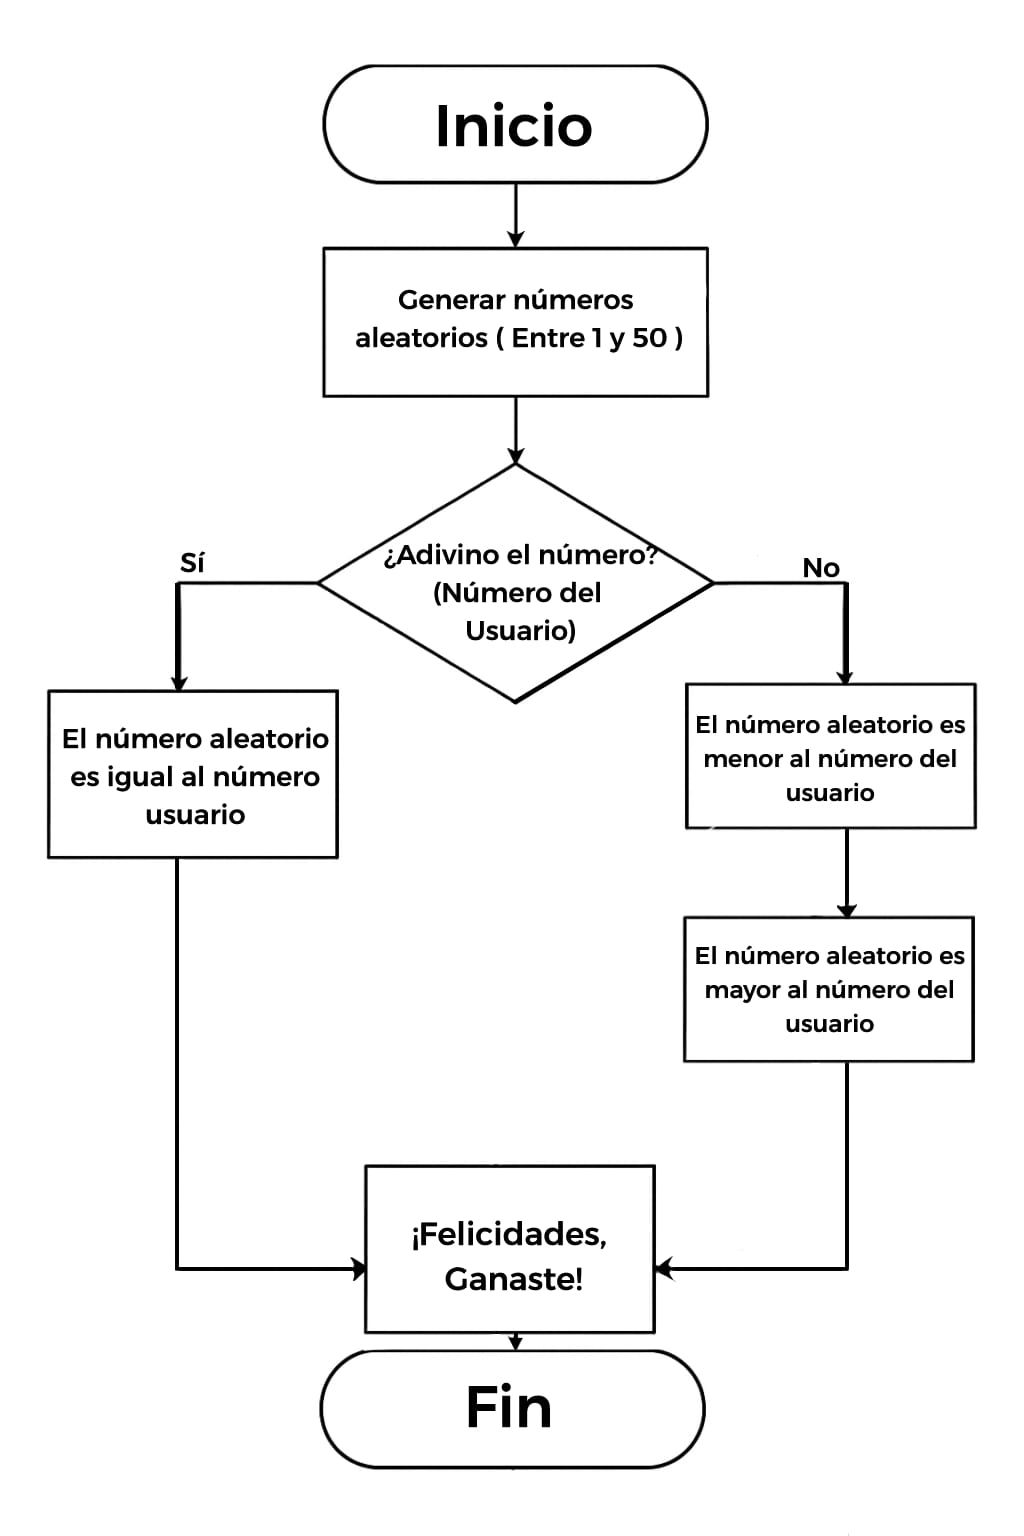 Inicio
Generar números
aleatorios ( Entre 1 y 50 )
¿Adivino el número?
(Número del
Usuario)
Sí
No
El número aleatorio
es igual al número
usuario
El número aleatorio es
menor al número del
usuario
El número aleatorio es
mayor al número del
usuario
¡Felicidades,
Ganaste!
Fin